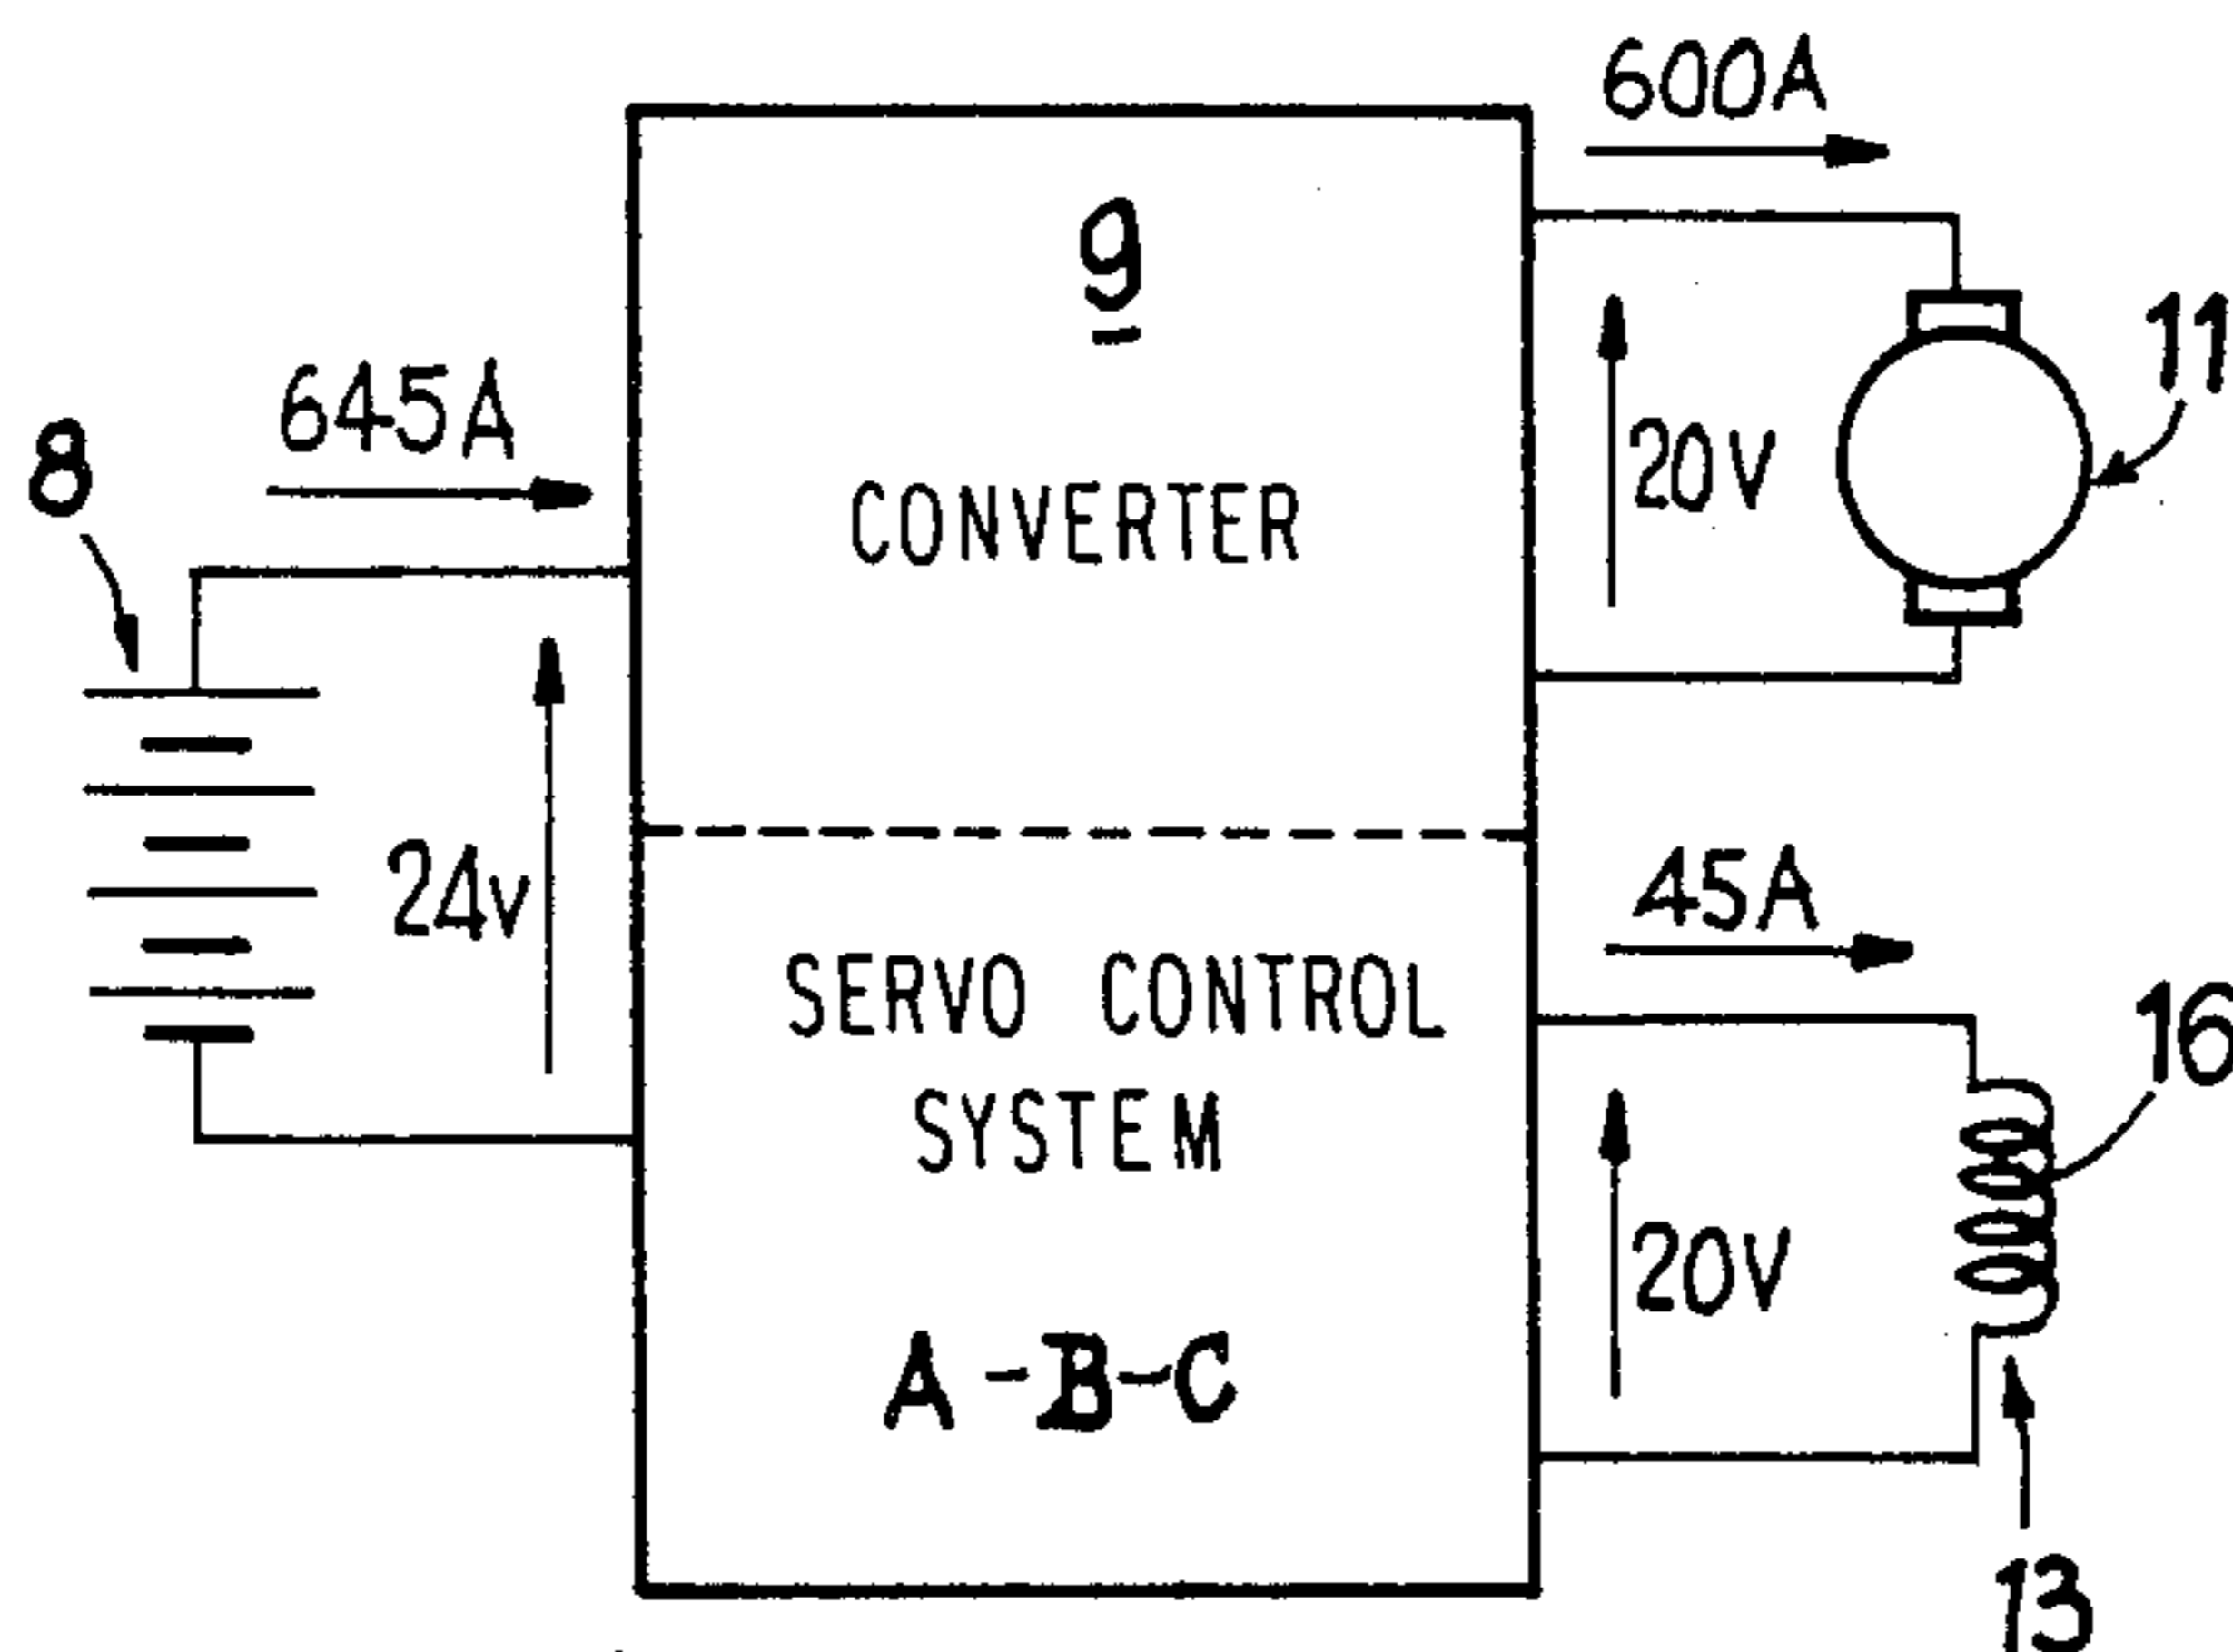 600A
9
11
645A
8
20V
CONVERTER
24v
45A
SERVO CONTROL
16
SYSTEM
20V
A-B-C
13